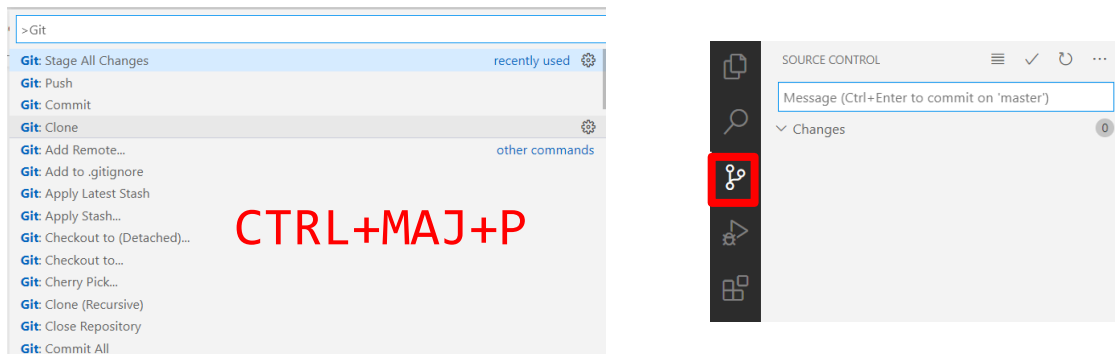 >Git
Git: Stage All Changes recently used
Git: Push
Git: Commit
Git: Clone
Git: Add Remote... other commands
Git: Add to .gitignore
Git: Apply Latest Stash
Git: Apply Stash...
Git: Checkout to (Detached)...
Git: Checkout to...
Git: Cherry Pick...
Git: Clone (Recursive)
Git: Close Repository
Git: Commit All
CTRL+MAJ+P
SOURCE CONTROL
Message (Ctrl+Enter to commit on 'master')
Changes 0